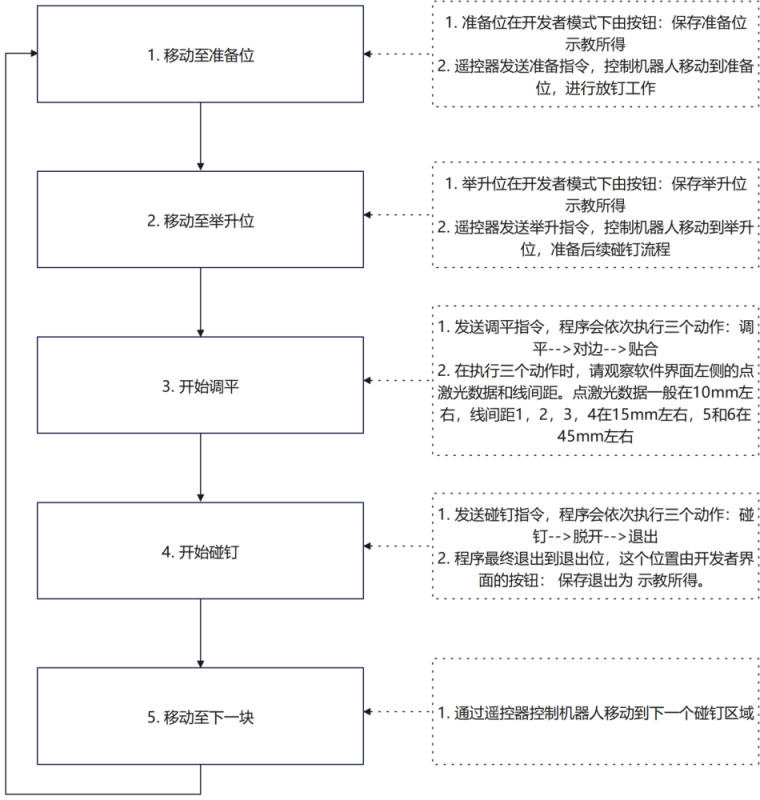 1. 移动至准备位
1. 准备位在开发者模式下由按钮：保存准备位
示教所得
2. 遥控器发送准备指令，控制机器人移动到准备
位，进行放钉工作
2. 移动至举升位
1. 举升位在开发者模式下由按钮：保存举升位
示教所得
2. 遥控器发送举升指令，控制机器人移动到举升
位，准备后续碰钉流程
3. 开始调平
1. 发送调平指令，程序会依次执行三个动作：调
平-->对边-->贴合
2. 在执行三个动作时，请观察软件界面左侧的点
激光数据和线间距。点激光数据一般在10mm左
右，线间距1，2，3，4在15mm左右，5和6在
45mm左右
4. 开始碰钉
1. 发送碰钉指令，程序会依次执行三个动作：碰
钉-->脱开-->退出
2. 程序最终退出到退出位，这个位置由开发者界
面的按钮： 保存退出为 示教所得。
5. 移动至下一块
1. 通过遥控器控制机器人移动到下一个碰钉区域